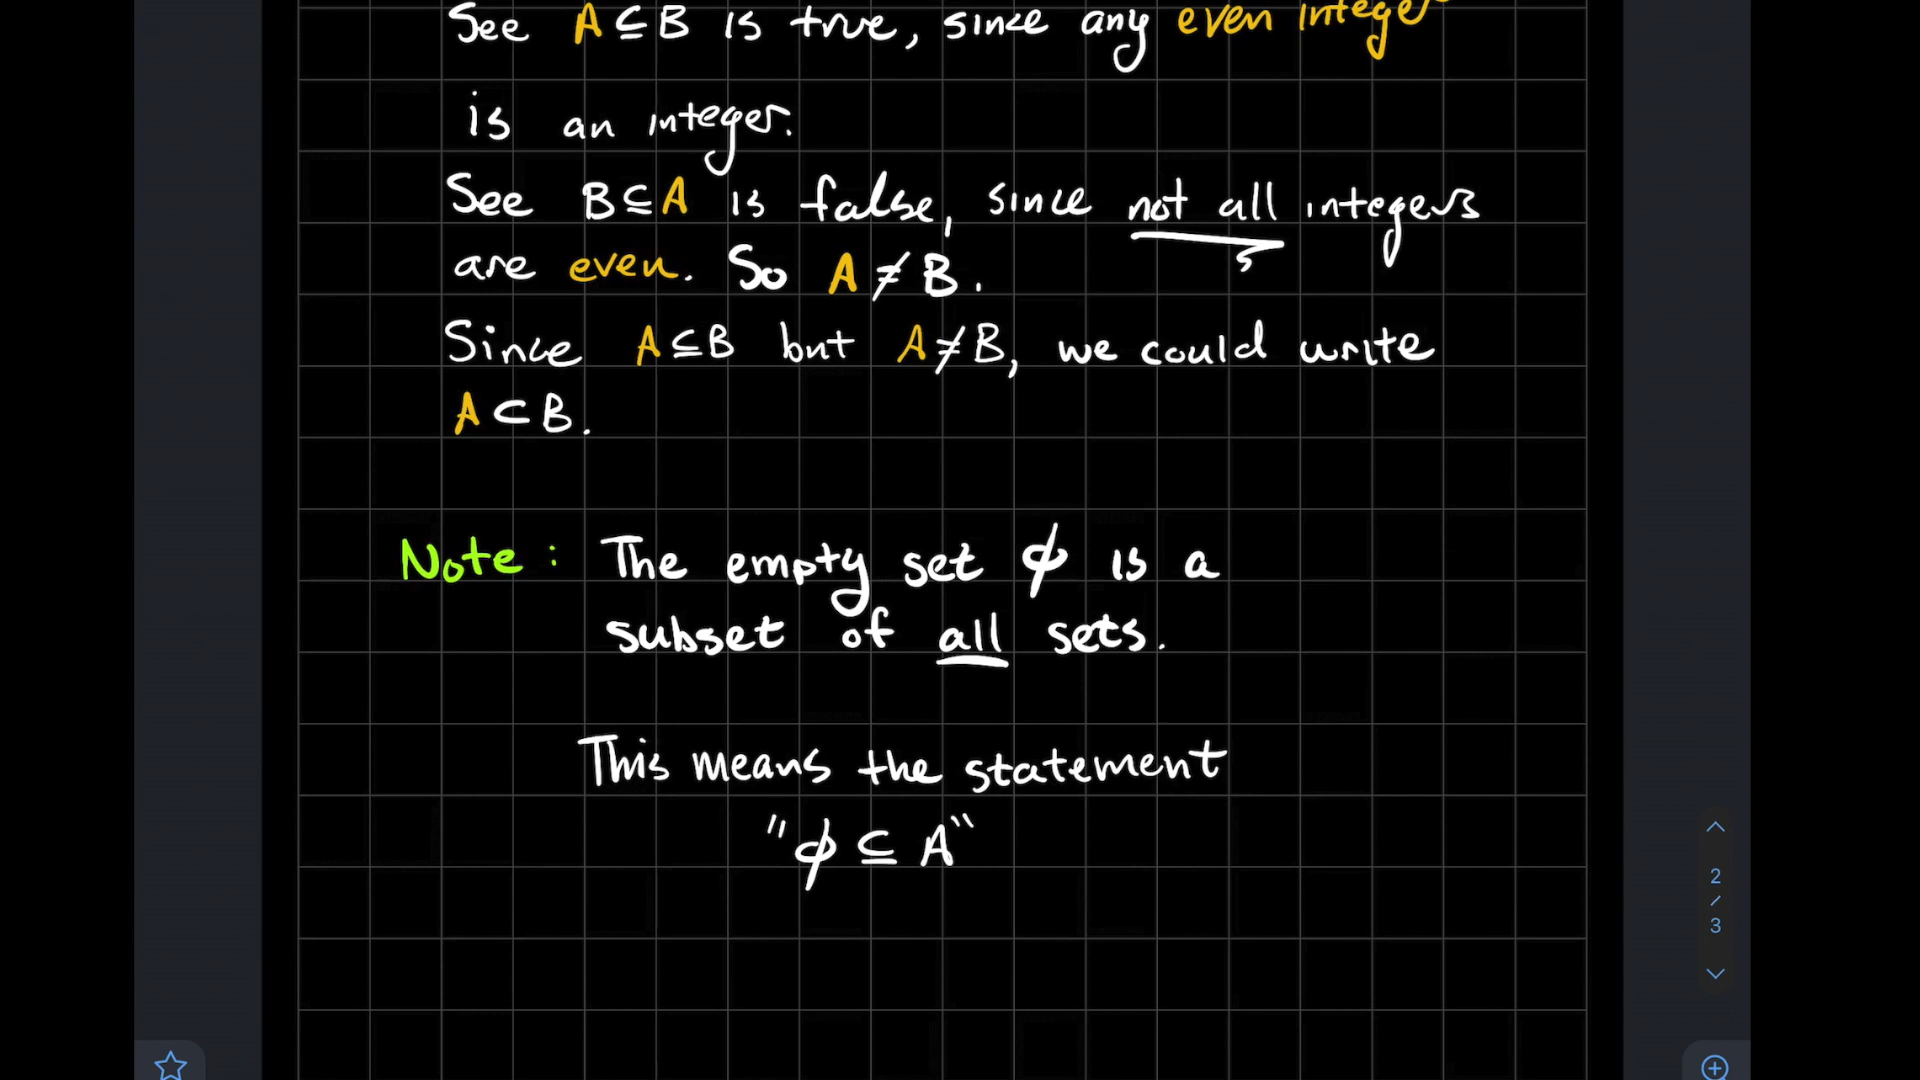 See A ⊆ B is true, since any even integer
is an integer.
See B ⊆ A is false, since not all integers
are even. So A ≠ B.
Since A ⊆ B but A ≠ B, we could write
A ⊂ B.
Note: The empty set ϕ is a
subset of all sets.
This means the statement
"ϕ ⊆ A"
2
/
3